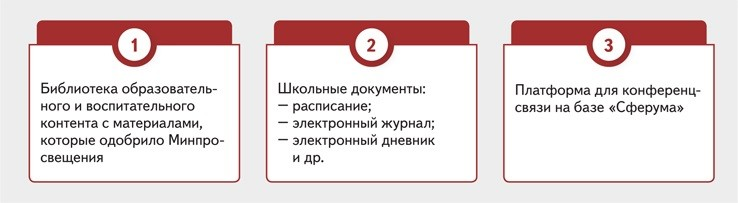 1
Библиотека образователь-
ного и воспитательного
контента с материалами,
которые одобрило Минпро-
свещения
2
Школьные документы:
— расписание;
— электронный журнал;
— электронный дневник
и др.
3
Платформа для конференц-
связи на базе «Сферума»